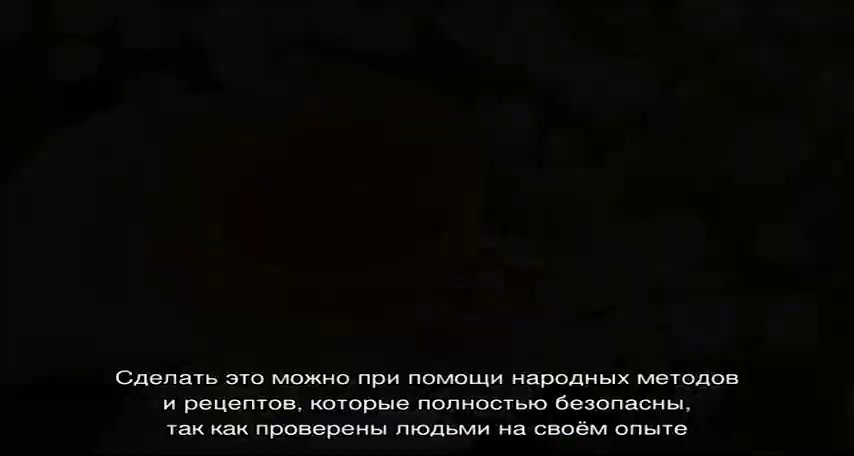 Сделать это можно при помощи народных методов
и рецептов, которые полностью безопасны,
так как проверены людьми на своём опыте